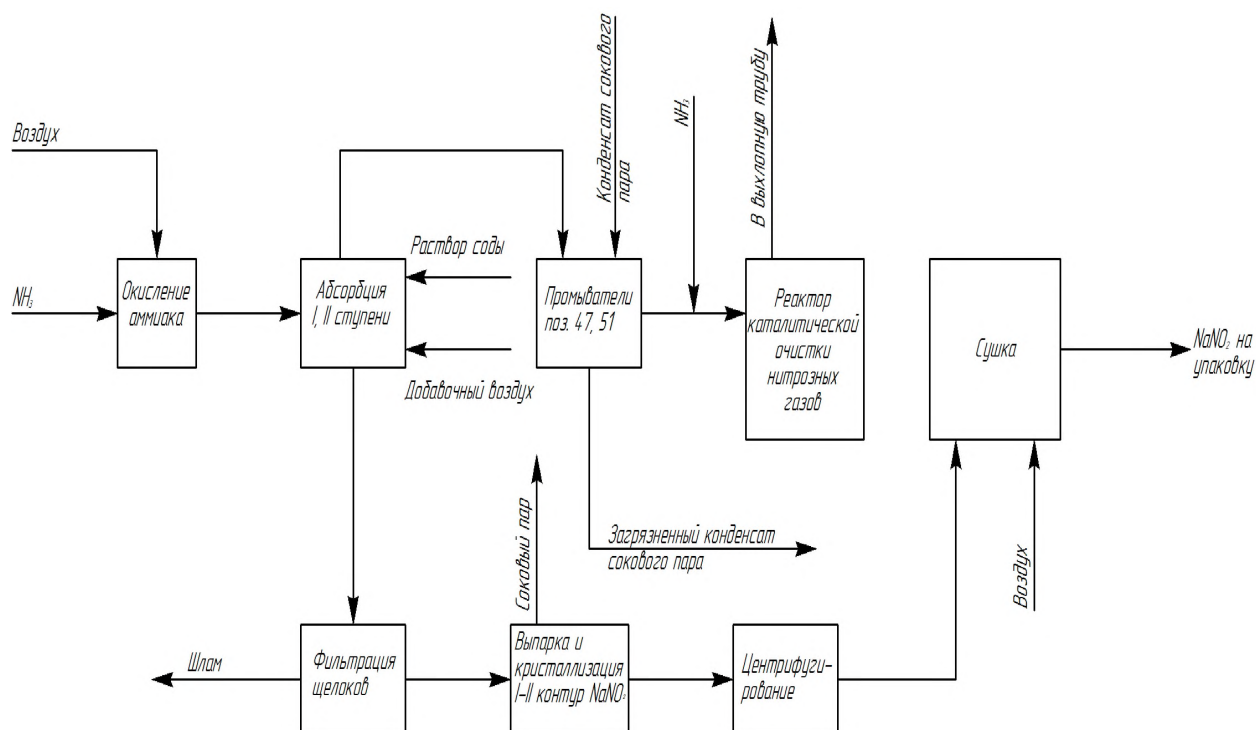 Воздух
NH₃
Окисление
аммиака
Абсорбция
I, II ступени
Раствор соды
Добавочный воздух
Конденсат сокового
пара
Промыватели
поз. 47, 51
NH₃
В выхлопную трубу
Реактор
каталитической
очистки
нитрозных
газов
Сушка
NaNO₂ на
упаковку
Воздух
Загрязненный конденсат
сокового пара
Соковый пар
Шлам
Фильтрация
щелоков
Выпарка и
кристаллизация
I-II контур NaNO₂
Центрифуги-
рование